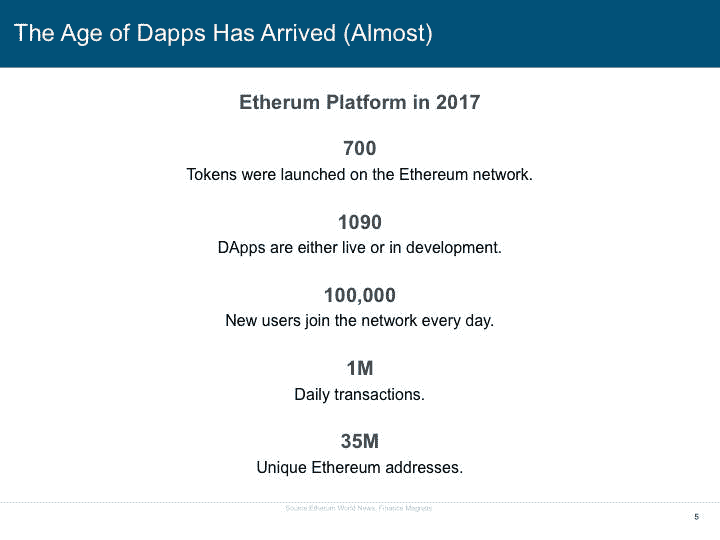 The Age of Dapps Has Arrived (Almost)
Etherum Platform in 2017
700
Tokens were launched on the Ethereum network.
1090
DApps are either live or in development.
100,000
New users join the network every day.
1M
Daily transactions.
35M
Unique Ethereum addresses.
Source:Etherum World News, Finance Magnats
5